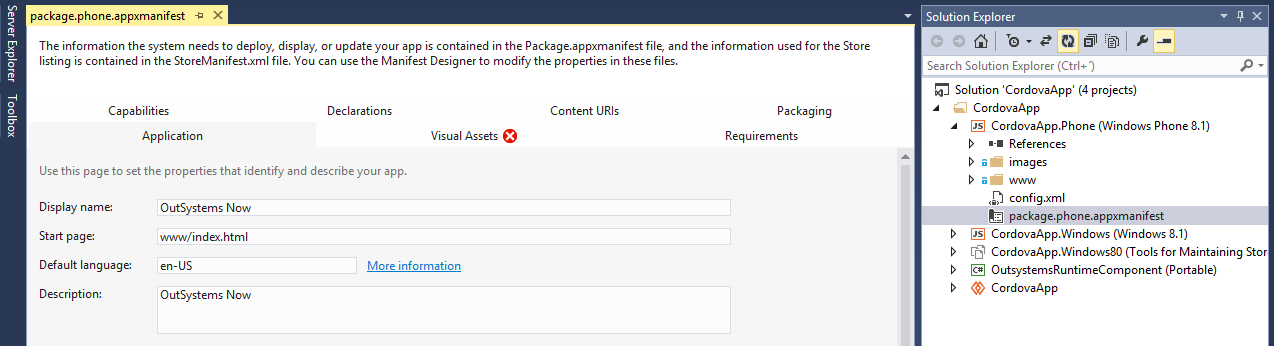 Server Explorer
Toolbox
package.phone.appxmanifest
The information the system needs to deploy, display, or update your app is contained in the Package.appxmanifest file, and the information used for the Store
listing is contained in the StoreManifest.xml file. You can use the Manifest Designer to modify the properties in these files.
Capabilities
Declarations
Content URIs
Packaging
Application
Visual Assets
Requirements
Use this page to set the properties that identify and describe your app.
Display name: OutSystems Now
Start page: www/index.html
Default language: en-US More information
Description: OutSystems Now
Solution Explorer
Search Solution Explorer (Ctrl+´)
Solution 'CordovaApp' (4 projects)
CordovaApp
JS CordovaApp.Phone (Windows Phone 8.1)
References
images
www
config.xml
package.phone.appxmanifest
JS CordovaApp.Windows (Windows 8.1)
CordovaApp.Windows80 (Tools for Maintaining Stor
C# OutsystemsRuntimeComponent (Portable)
CordovaApp